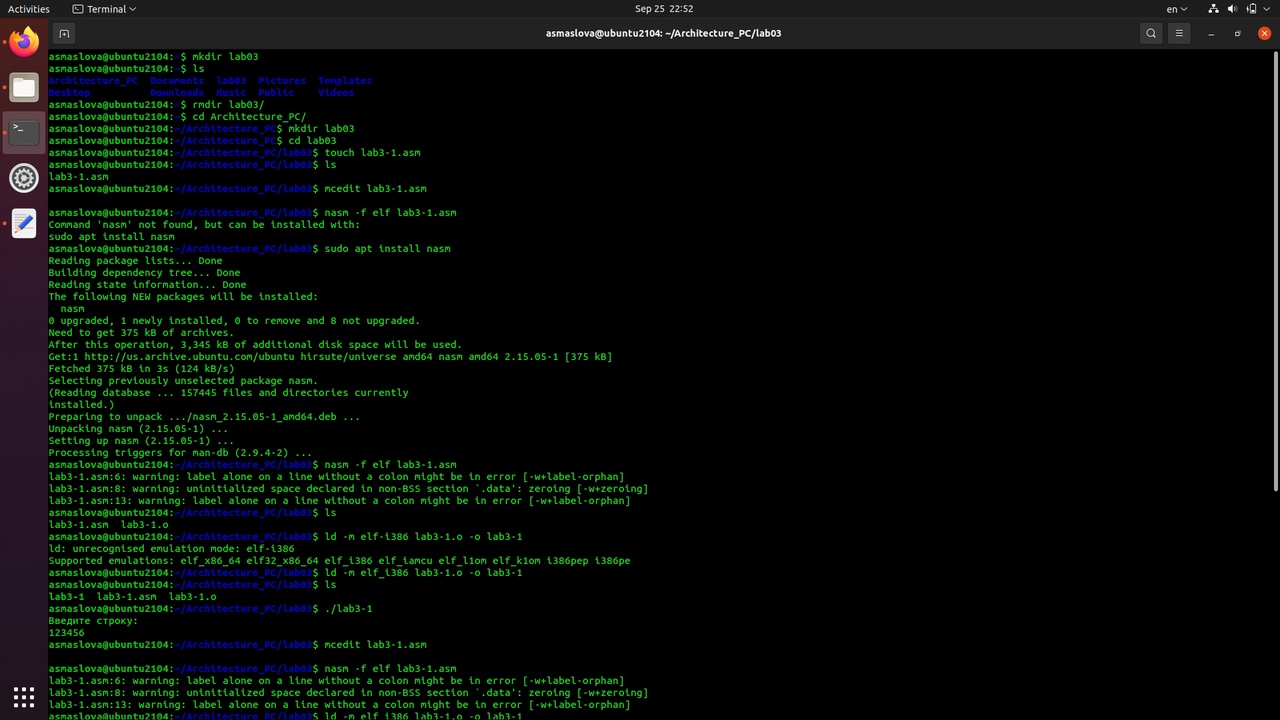 Activities
Terminal
Sep 25 22:52
en
asmaslova@ubuntu2104: ~/Architecture_PC/lab03
asmaslova@ubuntu2104:~$ mkdir lab03
asmaslova@ubuntu2104:~$ ls
Architecture_PC  Documents  lab03  Pictures  Templates
Desktop          Downloads  Music  Public    Videos
asmaslova@ubuntu2104:~$ rmdir lab03/
asmaslova@ubuntu2104:~$ cd Architecture_PC/
asmaslova@ubuntu2104:~/Architecture_PC$ mkdir lab03
asmaslova@ubuntu2104:~/Architecture_PC$ cd lab03
asmaslova@ubuntu2104:~/Architecture_PC/lab03$ touch lab3-1.asm
asmaslova@ubuntu2104:~/Architecture_PC/lab03$ ls
lab3-1.asm
asmaslova@ubuntu2104:~/Architecture_PC/lab03$ mcedit lab3-1.asm
asmaslova@ubuntu2104:~/Architecture_PC/lab03$ nasm -f elf lab3-1.asm
Command 'nasm' not found, but can be installed with:
sudo apt install nasm
asmaslova@ubuntu2104:~/Architecture_PC/lab03$ sudo apt install nasm
Reading package lists... Done
Building dependency tree... Done
Reading state information... Done
The following NEW packages will be installed:
  nasm
0 upgraded, 1 newly installed, 0 to remove and 8 not upgraded.
Need to get 375 kB of archives.
After this operation, 3,345 kB of additional disk space will be used.
Get:1 http://us.archive.ubuntu.com/ubuntu hirsute/universe amd64 nasm amd64 2.15.05-1 [375 kB]
Fetched 375 kB in 3s (124 kB/s)
Selecting previously unselected package nasm.
(Reading database ... 157445 files and directories currently
installed.)
Preparing to unpack .../nasm_2.15.05-1_amd64.deb ...
Unpacking nasm (2.15.05-1) ...
Setting up nasm (2.15.05-1) ...
Processing triggers for man-db (2.9.4-2) ...
asmaslova@ubuntu2104:~/Architecture_PC/lab03$ nasm -f elf lab3-1.asm
lab3-1.asm:6: warning: label alone on a line without a colon might be in error [-w+label-orphan]
lab3-1.asm:8: warning: uninitialized space declared in non-BSS section `.data': zeroing [-w+zeroing]
lab3-1.asm:13: warning: label alone on a line without a colon might be in error [-w+label-orphan]
asmaslova@ubuntu2104:~/Architecture_PC/lab03$ ls
lab3-1.asm  lab3-1.o
asmaslova@ubuntu2104:~/Architecture_PC/lab03$ ld -m elf-i386 lab3-1.o -o lab3-1
ld: unrecognised emulation mode: elf-i386
Supported emulations: elf_x86_64 elf32_x86_64 elf_i386 elf_iamcu elf_l1om elf_k1om i386pep i386pe
asmaslova@ubuntu2104:~/Architecture_PC/lab03$ ld -m elf_i386 lab3-1.o -o lab3-1
asmaslova@ubuntu2104:~/Architecture_PC/lab03$ ls
lab3-1  lab3-1.asm  lab3-1.o
asmaslova@ubuntu2104:~/Architecture_PC/lab03$ ./lab3-1
Введите строку:
123456
asmaslova@ubuntu2104:~/Architecture_PC/lab03$ mcedit lab3-1.asm
asmaslova@ubuntu2104:~/Architecture_PC/lab03$ nasm -f elf lab3-1.asm
lab3-1.asm:6: warning: label alone on a line without a colon might be in error [-w+label-orphan]
lab3-1.asm:8: warning: uninitialized space declared in non-BSS section `.data': zeroing [-w+zeroing]
lab3-1.asm:13: warning: label alone on a line without a colon might be in error [-w+label-orphan]
asmaslova@ubuntu2104:~/Architecture_PC/lab03$ ld -m elf_i386 lab3-1.o -o lab3-1